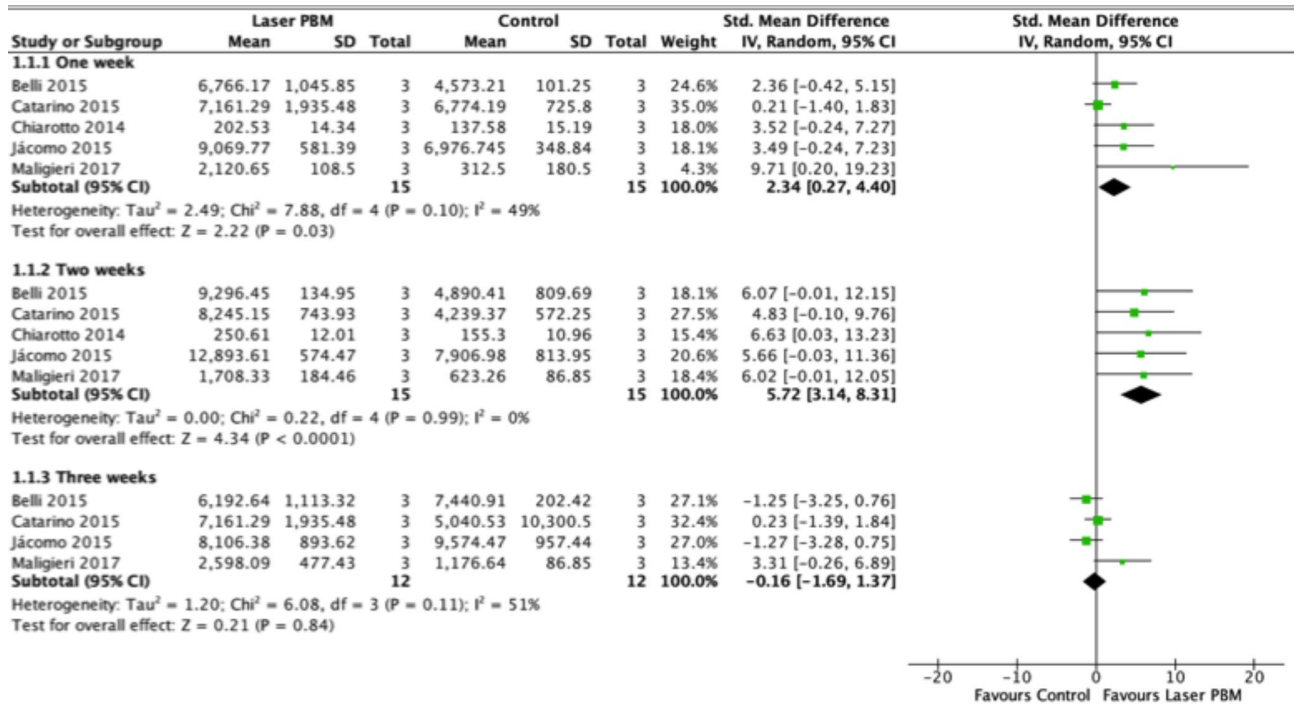 Laser PBM Control Std. Mean Difference Std. Mean Difference
Study or Subgroup Mean SD Total Mean SD Total Weight IV, Random, 95% CI IV, Random, 95% CI
1.1.1 One week
Belli 2015 6,766.17 1,045.85 3 4,573.21 101.25 3 24.6% 2.36 [-0.42, 5.15]
Catarino 2015 7,161.29 1,935.48 3 6,774.19 725.8 3 35.0% 0.21 [-1.40, 1.83]
Chiarotto 2014 202.53 14.34 3 137.58 15.19 3 18.0% 3.52 [-0.24, 7.27]
Jácomo 2015 9,069.77 581.39 3 6,976.745 348.84 3 18.1% 3.49 [-0.24, 7.23]
Maligieri 2017 2,120.65 108.5 3 312.5 180.5 3 4.3% 9.71 [0.20, 19.23]
Subtotal (95% CI) 15 15 100.0% 2.34 [0.27, 4.40]
Heterogeneity: Tau² = 2.49; Chi² = 7.88, df = 4 (P = 0.10); I² = 49%
Test for overall effect: Z = 2.22 (P = 0.03)
1.1.2 Two weeks
Belli 2015 9,296.45 134.95 3 4,890.41 809.69 3 18.1% 6.07 [-0.01, 12.15]
Catarino 2015 8,245.15 743.93 3 4,239.37 572.25 3 27.5% 4.83 [-0.10, 9.76]
Chiarotto 2014 250.61 12.01 3 155.3 10.96 3 15.4% 6.63 [0.03, 13.23]
Jácomo 2015 12,893.61 574.47 3 7,906.98 813.95 3 20.6% 5.66 [-0.03, 11.36]
Maligieri 2017 1,708.33 184.46 3 623.26 86.85 3 18.4% 6.02 [-0.01, 12.05]
Subtotal (95% CI) 15 15 100.0% 5.72 [3.14, 8.31]
Heterogeneity: Tau² = 0.00; Chi² = 0.22, df = 4 (P = 0.99); I² = 0%
Test for overall effect: Z = 4.34 (P < 0.0001)
1.1.3 Three weeks
Belli 2015 6,192.64 1,113.32 3 7,440.91 202.42 3 27.1% -1.25 [-3.25, 0.76]
Catarino 2015 7,161.29 1,935.48 3 5,040.53 10,300.5 3 32.4% 0.23 [-1.39, 1.84]
Jácomo 2015 8,106.38 893.62 3 9,574.47 957.44 3 27.0% -1.27 [-3.28, 0.75]
Maligieri 2017 2,598.09 477.43 3 1,176.64 86.85 3 13.4% 3.31 [-0.26, 6.89]
Subtotal (95% CI) 12 12 100.0% -0.16 [-1.69, 1.37]
Heterogeneity: Tau² = 1.20; Chi² = 6.08, df = 3 (P = 0.11); I² = 51%
Test for overall effect: Z = 0.21 (P = 0.84)
-20 -10 0 10 20
Favours Control Favours Laser PBM